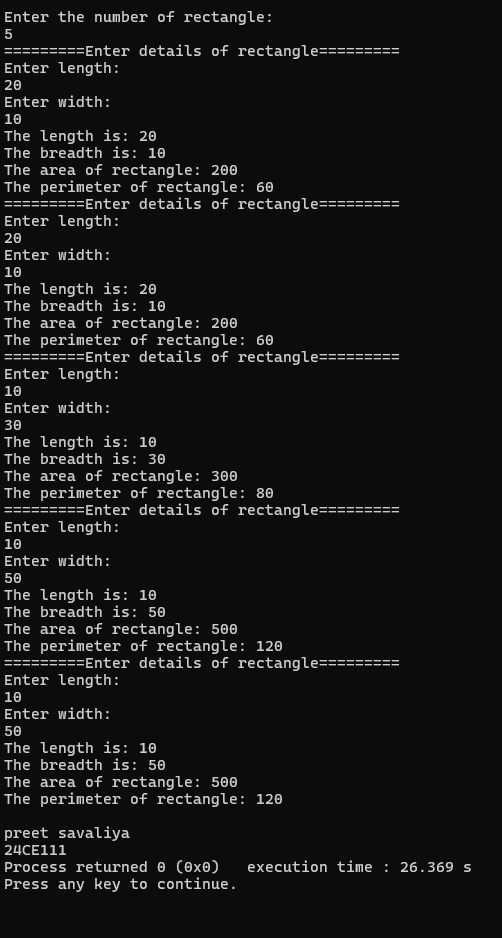 Enter the number of rectangle:
5
=========Enter details of rectangle=========
Enter length:
20
Enter width:
10
The length is: 20
The breadth is: 10
The area of rectangle: 200
The perimeter of rectangle: 60
=========Enter details of rectangle=========
Enter length:
20
Enter width:
10
The length is: 20
The breadth is: 10
The area of rectangle: 200
The perimeter of rectangle: 60
=========Enter details of rectangle=========
Enter length:
10
Enter width:
30
The length is: 10
The breadth is: 30
The area of rectangle: 300
The perimeter of rectangle: 80
=========Enter details of rectangle=========
Enter length:
10
Enter width:
50
The length is: 10
The breadth is: 50
The area of rectangle: 500
The perimeter of rectangle: 120
=========Enter details of rectangle=========
Enter length:
10
Enter width:
50
The length is: 10
The breadth is: 50
The area of rectangle: 500
The perimeter of rectangle: 120

preet savaliya
24CE111
Process returned 0 (0x0)   execution time : 26.369 s
Press any key to continue.